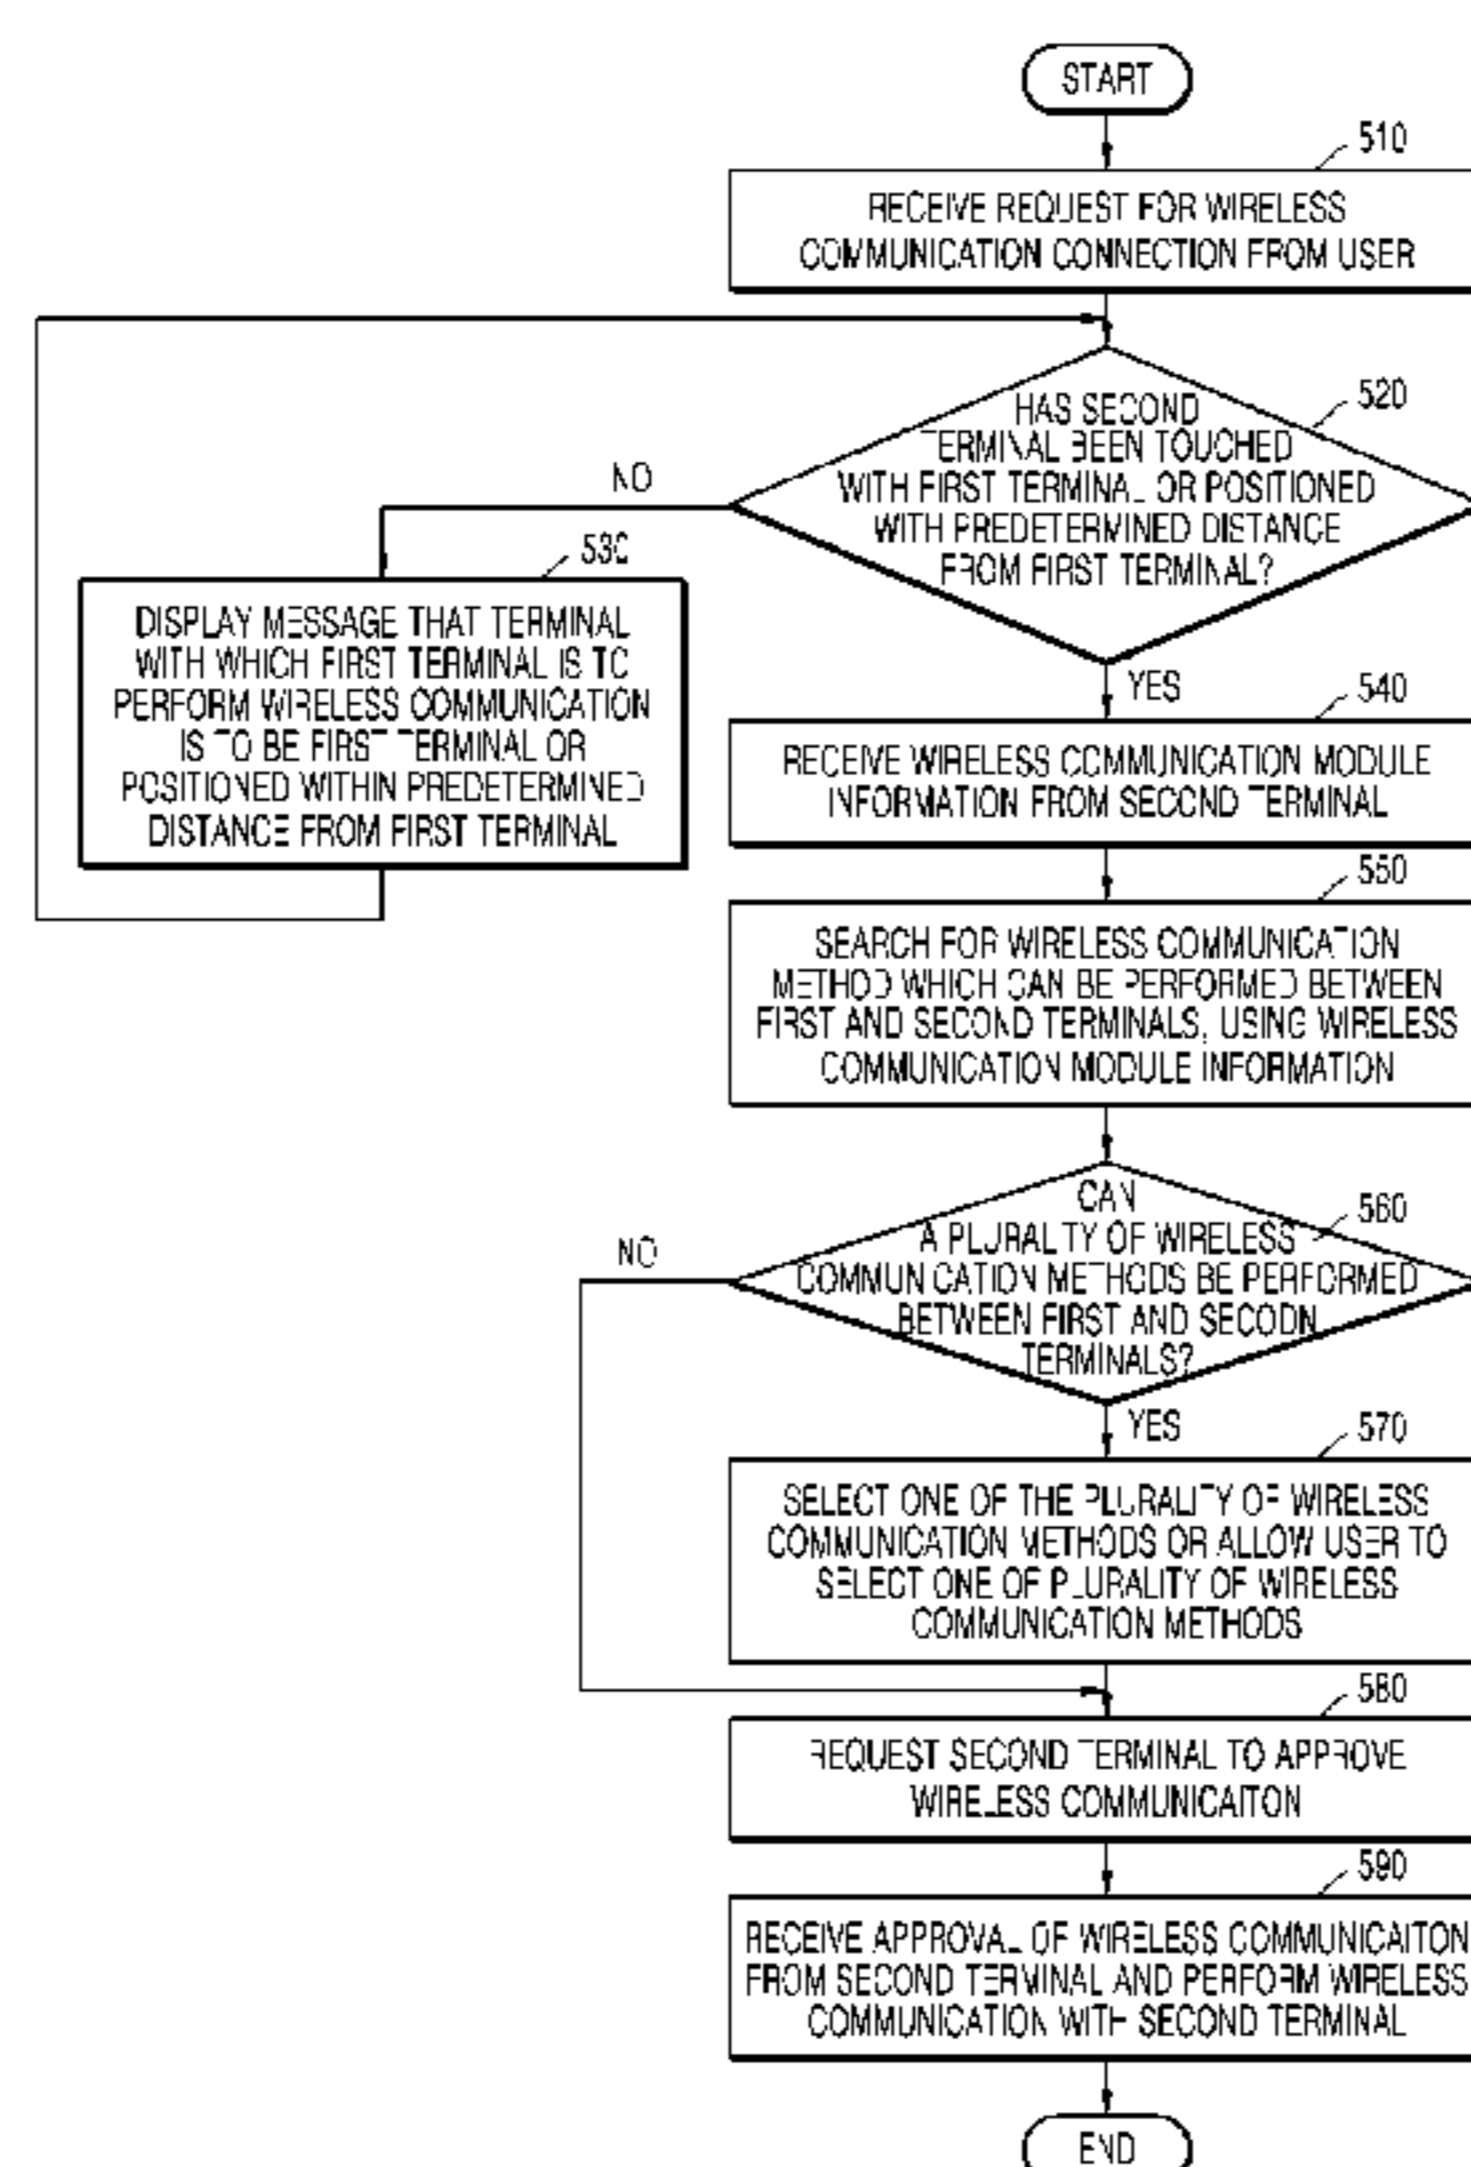 START
510
RECEIVE REQUEST FOR WIRELESS
COMMUNICATION CONNECTION FROM USER
520
HAS SECOND
TERMINAL BEEN TOUCHED
WITH FIRST TERMINAL OR POSITIONED
WITH PREDETERMINED DISTANCE
FROM FIRST TERMINAL?
NO
530
DISPLAY MESSAGE THAT TERMINAL
WITH WHICH FIRST TERMINAL IS TO
PERFORM WIRELESS COMMUNICATION
IS TO BE FIRST TERMINAL OR
POSITIONED WITHIN PREDETERMINED
DISTANCE FROM FIRST TERMINAL
YES
540
RECEIVE WIRELESS COMMUNICATION MODULE
INFORMATION FROM SECOND TERMINAL
550
SEARCH FOR WIRELESS COMMUNICATION
METHOD WHICH CAN BE PERFORMED BETWEEN
FIRST AND SECOND TERMINALS, USING WIRELESS
COMMUNICATION MODULE INFORMATION
560
CAN
A PLURALITY OF WIRELESS
COMMUNICATION METHODS BE PERFORMED
BETWEEN FIRST AND SECODN
TERMINALS?
NO
YES
570
SELECT ONE OF THE PLURALITY OF WIRELESS
COMMUNICATION METHODS OR ALLOW USER TO
SELECT ONE OF PLURALITY OF WIRELESS
COMMUNICATION METHODS
580
REQUEST SECOND TERMINAL TO APPROVE
WIRELESS COMMUNICAITON
590
RECEIVE APPROVAL OF WIRELESS COMMUNICAITON
FROM SECOND TERMINAL AND PERFORM WIRELESS
COMMUNICATION WITH SECOND TERMINAL
END